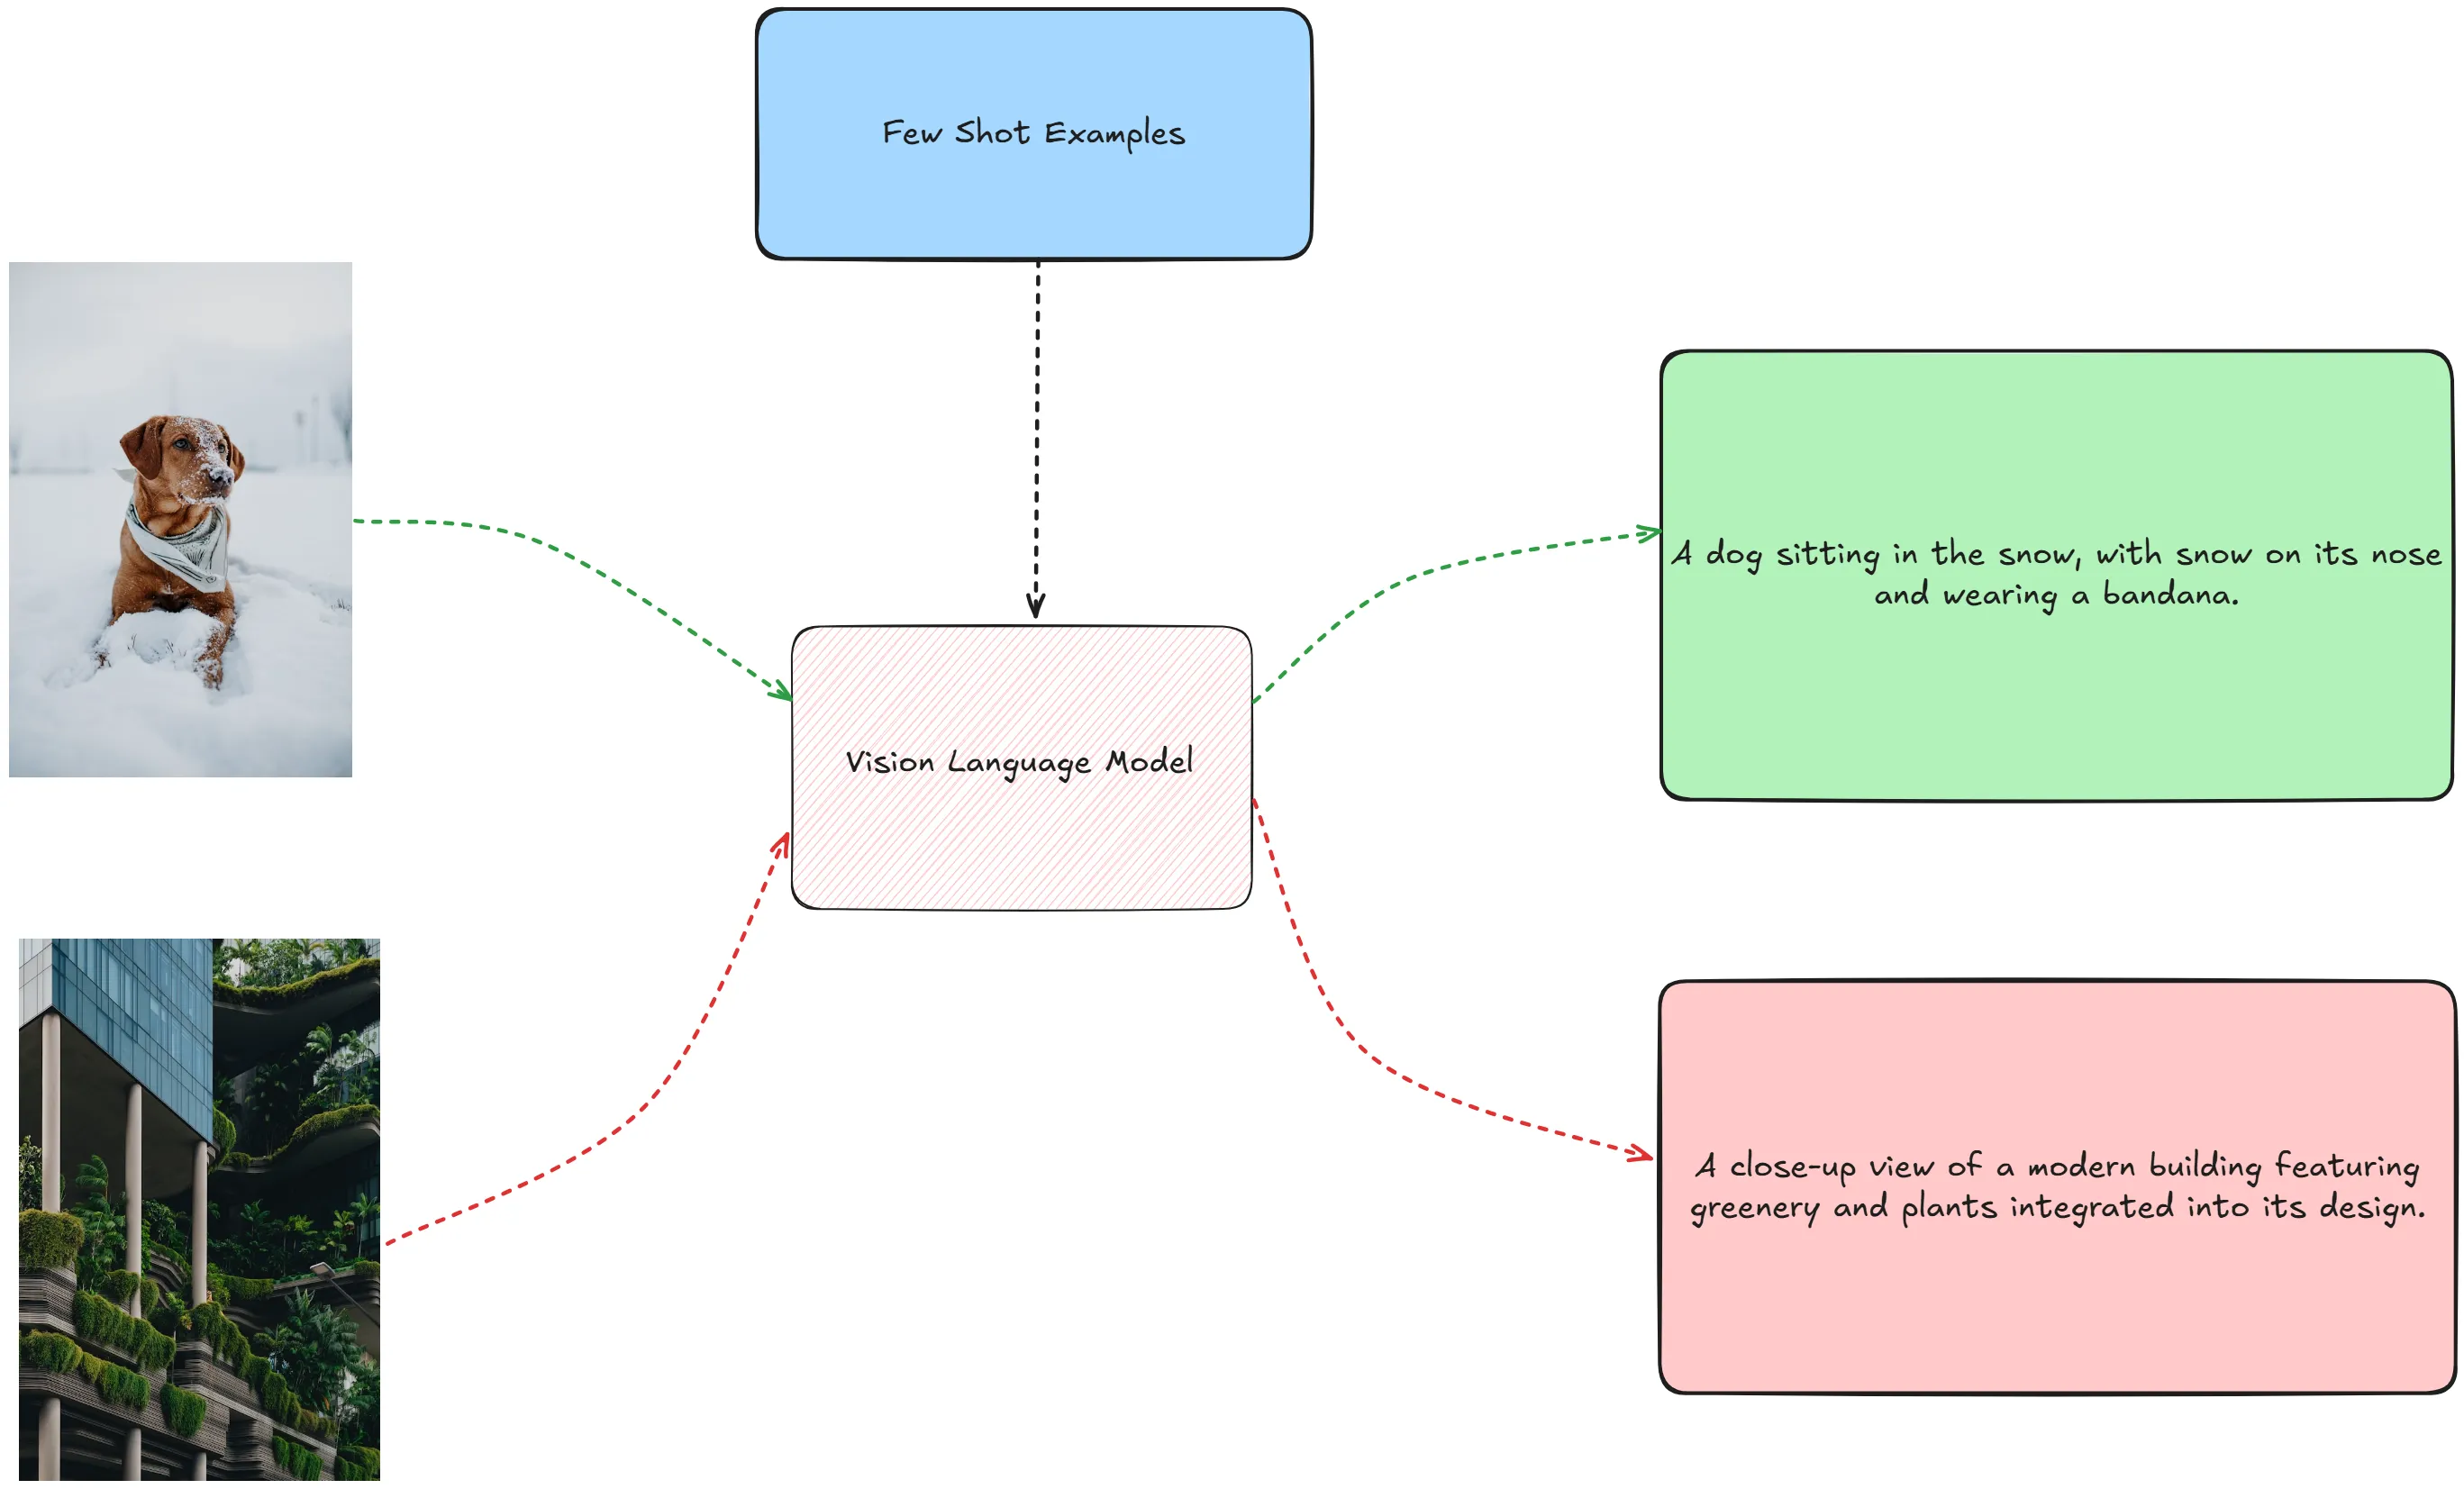 Few Shot Examples
A dog sitting in the snow, with snow on its nose
and wearing a bandana.
Vision Language Model
A close-up view of a modern building featuring
greenery and plants integrated into its design.